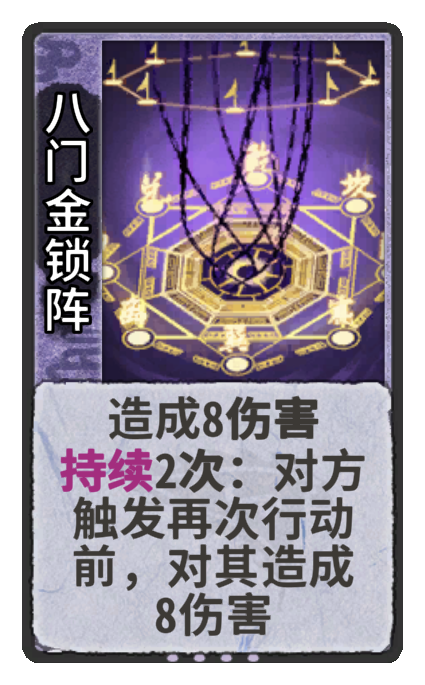 八门金锁阵
造成8伤害
持续2次：对方
触发再次行动
前，对其造成
8伤害